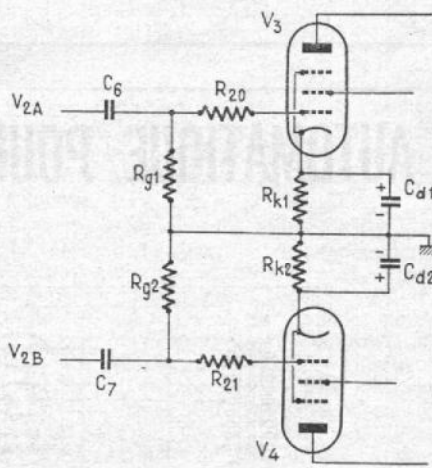 V3
C6
R20
V2A
Rg1
Rk1
+
Cd1
-
-
Rk2
Cd2
+
Rg2
V2B
C7
R21
V4